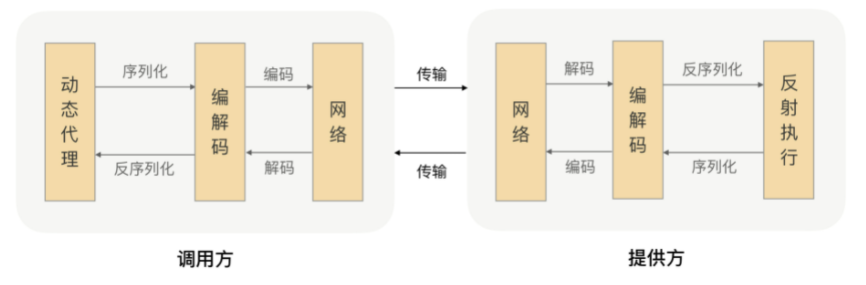 动态代理
序列化
反序列化
编解码
编码
解码
网络
传输
传输
网络
解码
编码
编解码
反序列化
序列化
反射执行
调用方
提供方